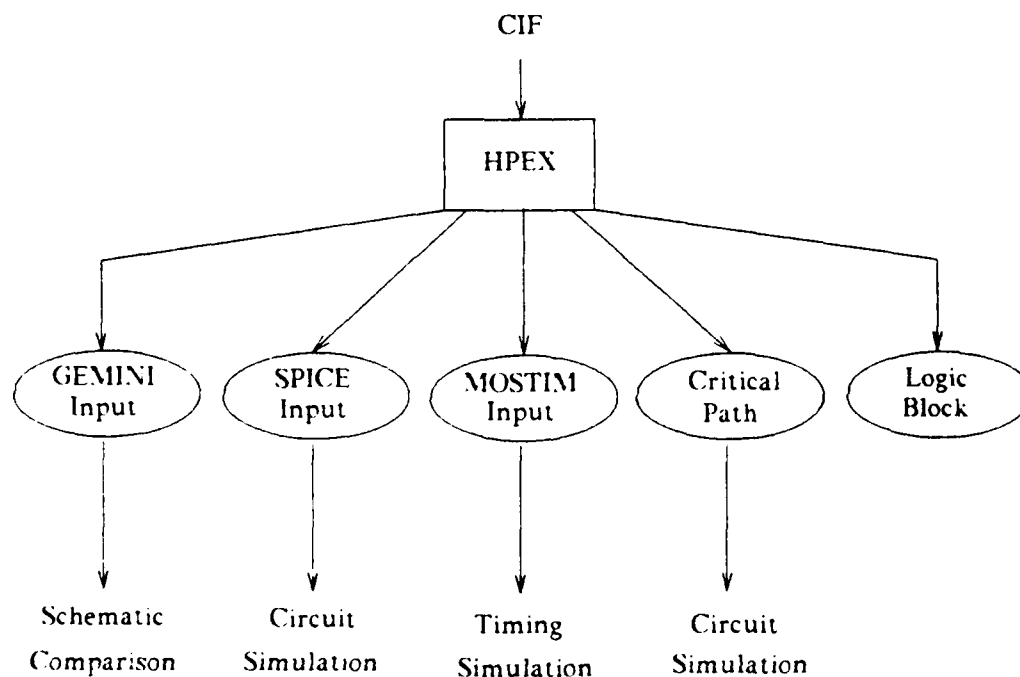 CIF
HPEX
GEMINI
Input
SPICE
Input
MOSTIM
Input
Critical
Path
Logic
Block
Schematic
Comparison
Circuit
Simulation
Timing
Simulation
Circuit
Simulation